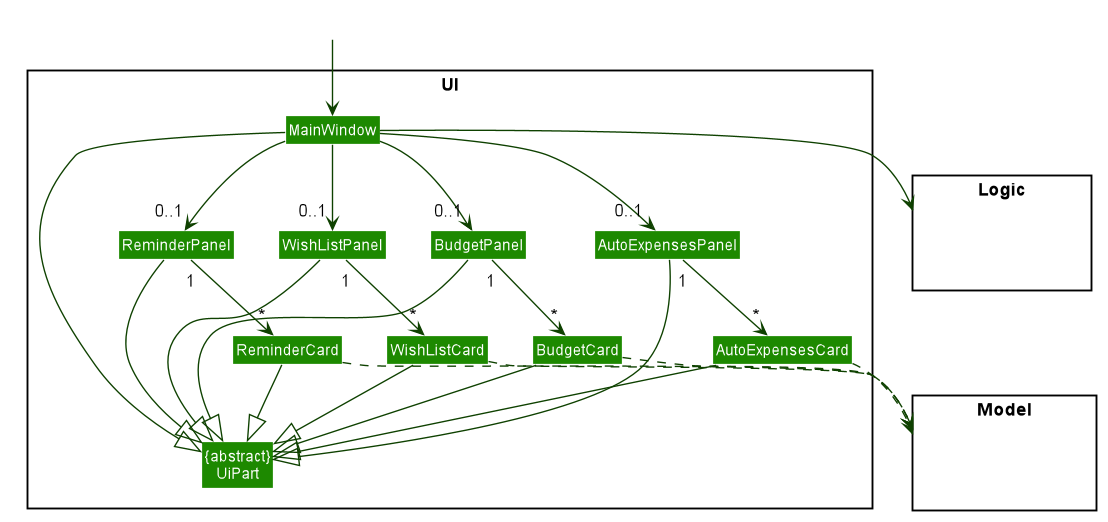 UI
MainWindow
Logic
0..1
0..1
0..1
0..1
ReminderPanel
WishListPanel
BudgetPanel
AutoExpensesPanel
1
1
1
1
*
*
*
*
ReminderCard
WishListCard
BudgetCard
AutoExpensesCard
Model
{abstract}
UiPart